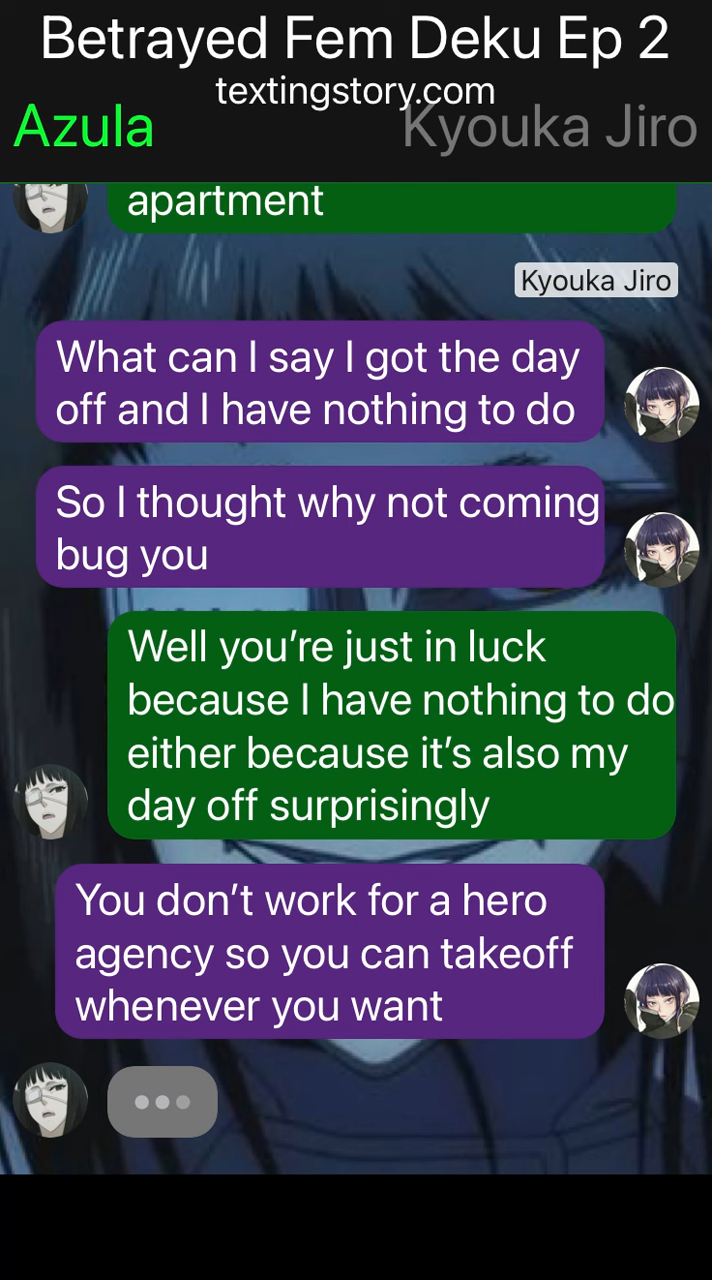 Betrayed Fem Deku Ep 2
textingstory.com
Azula
Kyouka Jiro
apartment
Kyouka Jiro
What can I say I got the day
off and I have nothing to do
So I thought why not coming
bug you
Well you’re just in luck
because I have nothing to do
either because it’s also my
day off surprisingly
You don’t work for a hero
agency so you can takeoff
whenever you want